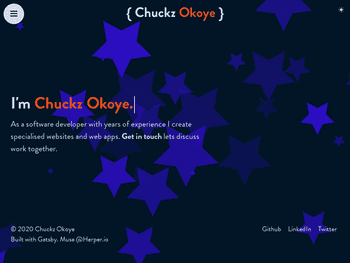 { Chuckz Okoye }
I'm Chuckz Okoye.
As a software developer with years of experience I create
specialised websites and web apps. Get in touch lets discuss
work together.
© 2020 Chuckz Okoye
Github LinkedIn Twitter
Built with Gatsby. Muse @Herper.io